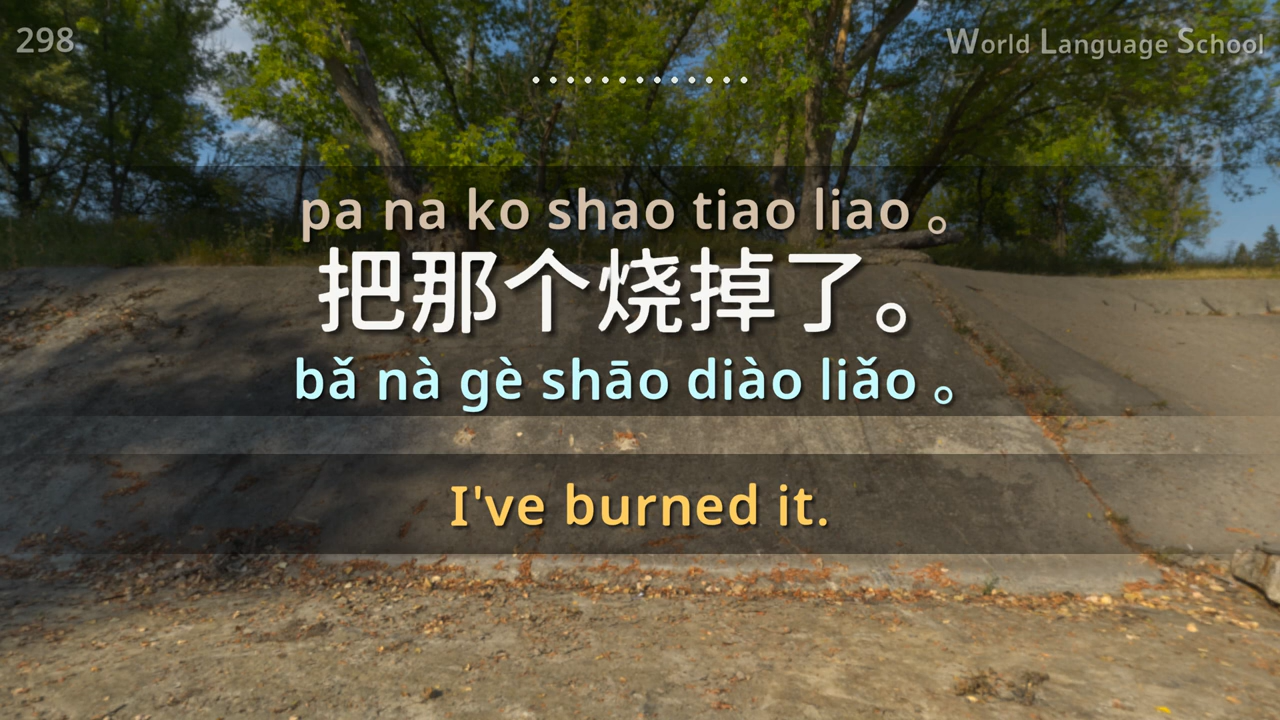 298
World Language School
pa na ko shao tiao liao 。
把那个烧掉了。
bǎ nà gè shāo diào liǎo 。
I've burned it.